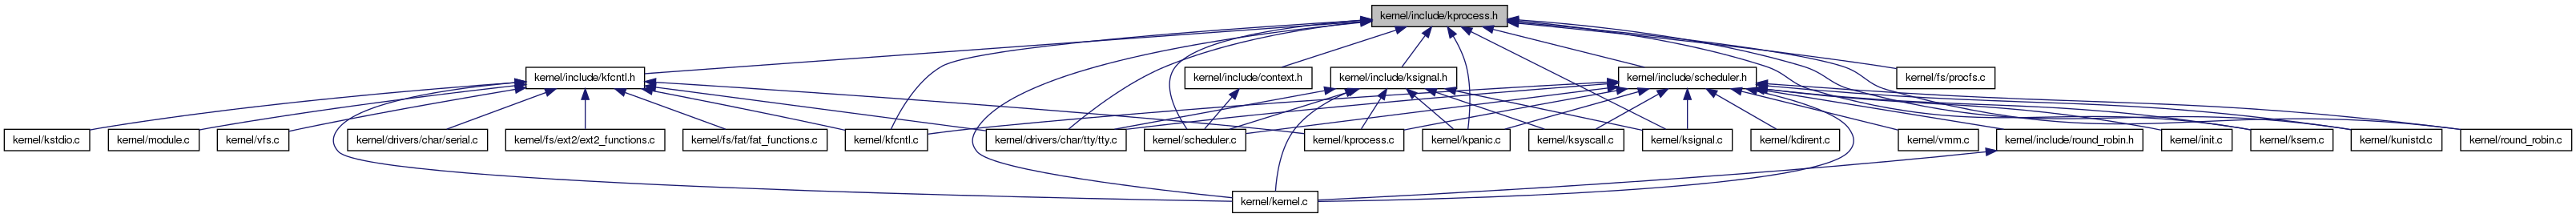 kernel/include/kprocess.h
kernel/include/kfcntl.h
kernel/include/context.h
kernel/include/ksignal.h
kernel/include/scheduler.h
kernel/fs/procfs.c
kernel/kstdio.c
kernel/module.c
kernel/vfs.c
kernel/drivers/char/serial.c
kernel/fs/ext2/ext2_functions.c
kernel/fs/fat/fat_functions.c
kernel/kfcntl.c
kernel/drivers/char/tty/tty.c
kernel/scheduler.c
kernel/kprocess.c
kernel/kpanic.c
kernel/ksyscall.c
kernel/ksignal.c
kernel/kdirent.c
kernel/vmm.c
kernel/include/round_robin.h
kernel/init.c
kernel/ksem.c
kernel/kunistd.c
kernel/round_robin.c
kernel/kernel.c